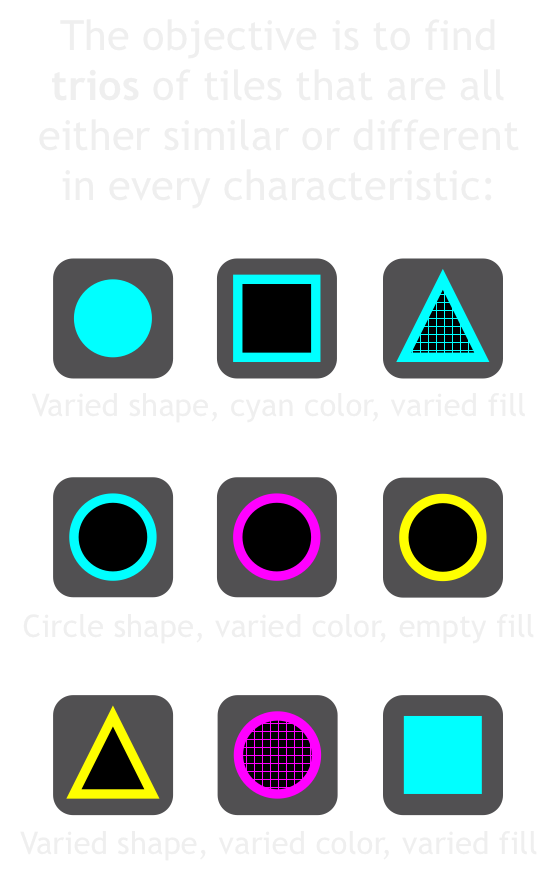 The objective is to find
trios of tiles that are all
either similar or different
in every characteristic:
Varied shape, cyan color, varied fill
Circle shape, varied color, empty fill
Varied shape, varied color, varied fill